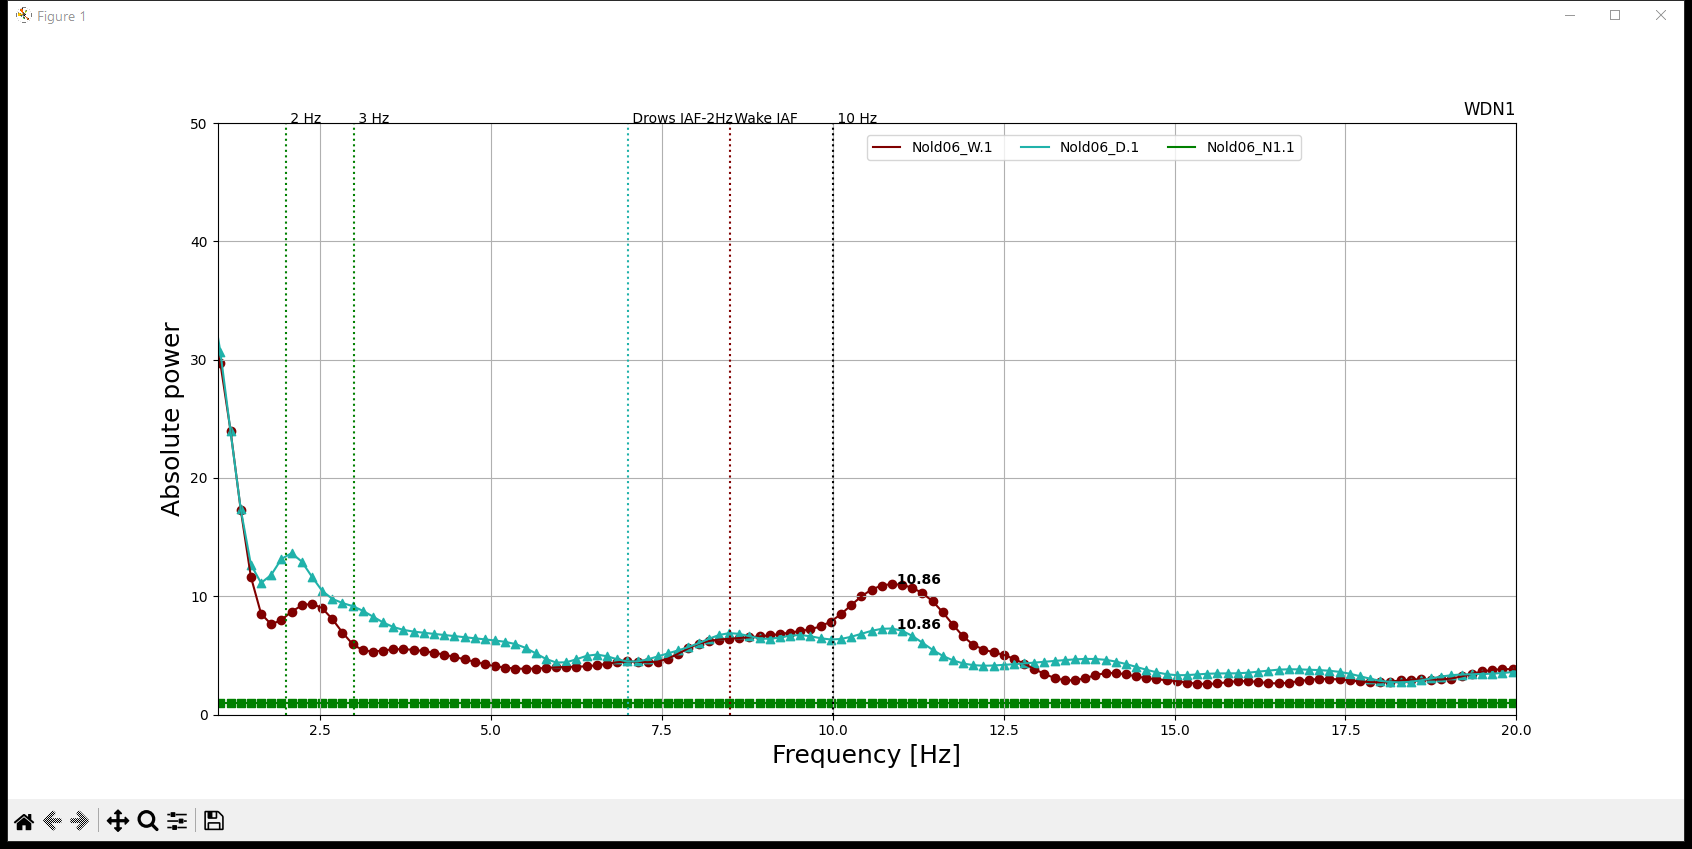 Figure 1
WDN1
2 Hz 3 Hz Drows IAF-2Hz Wake IAF 10 Hz
Nold06_W.1 Nold06_D.1 Nold06_N1.1
50
40
30
20
10
0
Absolute power
10.86
10.86
2.5 5.0 7.5 10.0 12.5 15.0 17.5 20.0
Frequency [Hz]